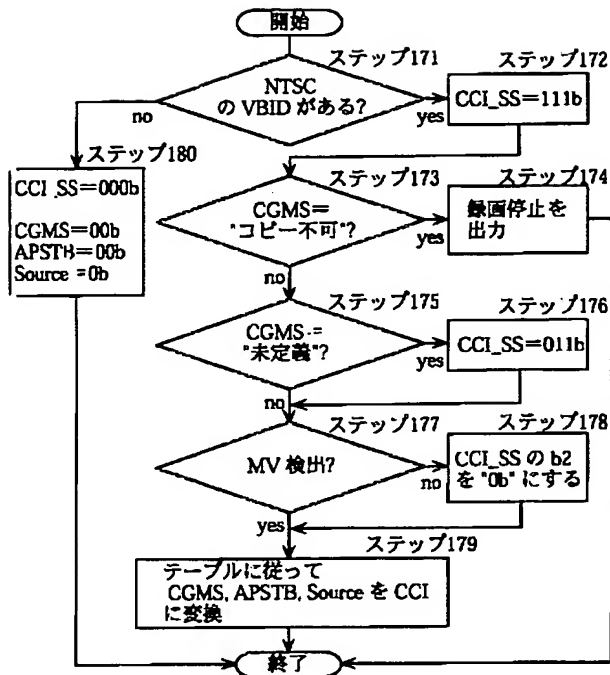 開始
ステップ171
NTSC
の VBID がある?
no
yes
ステップ172
CCI_SS=111b
ステップ180
CCI_SS=000b
CGMS=00b
APSTB=00b
Source =0b
ステップ173
CGMS=
"コピー不可"?
yes
no
ステップ174
録画停止を
出力
ステップ175
CGMS=
"未定義"?
yes
no
ステップ176
CCI_SS=011b
ステップ177
MV 検出?
no
yes
ステップ178
CCI_SS の b2
を "0b" にする
ステップ179
テーブルに従って
CGMS, APSTB, Source を CCI
に変換
終了